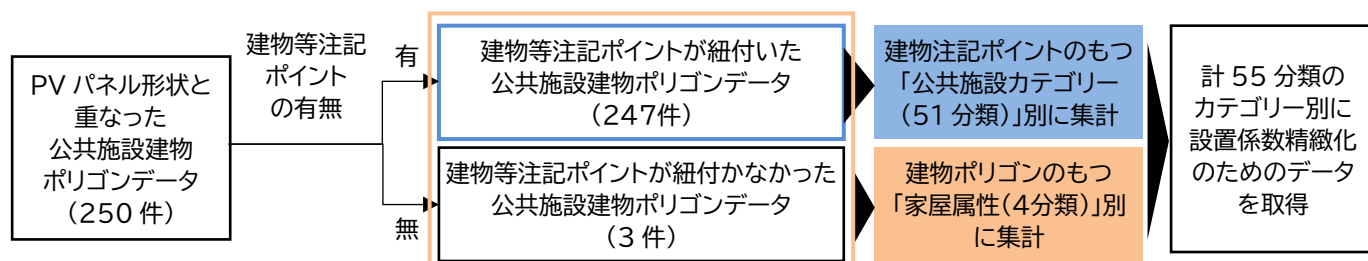 PVパネル形状と
重なった
公共施設建物
ポリゴンデータ
(250件)
建物等注記
ポイント
の有無
有
無
建物等注記ポイントが紐付いた
公共施設建物ポリゴンデータ
(247件)
建物等注記ポイントが紐付かなかった
公共施設建物ポリゴンデータ
(3件)
建物注記ポイントのもつ
「公共施設カテゴリー
(51分類)」別に集計
建物ポリゴンのもつ
「家屋属性(4分類)」別
に集計
計55分類の
カテゴリー別に
設置係数精緻化
のためのデータ
を取得